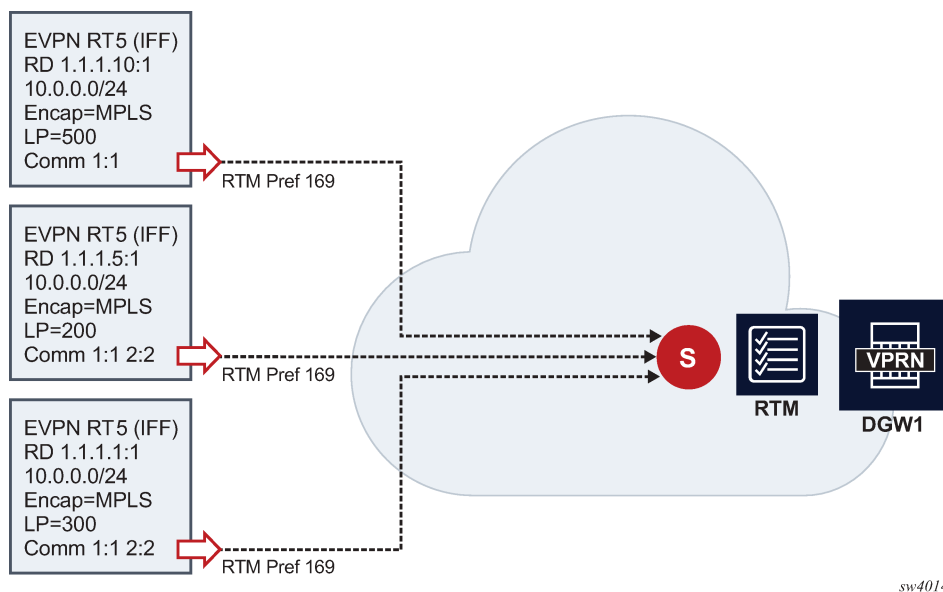 EVPN RT5 (IFF)
RD 1.1.1.10:1
10.0.0.0/24
Encap=MPLS
LP=500
Comm 1:1
RTM Pref 169
EVPN RT5 (IFF)
RD 1.1.1.5:1
10.0.0.0/24
Encap=MPLS
LP=200
Comm 1:1 2:2
RTM Pref 169
EVPN RT5 (IFF)
RD 1.1.1.1:1
10.0.0.0/24
Encap=MPLS
LP=300
Comm 1:1 2:2
RTM Pref 169
S
RTM
VPRN
DGW1